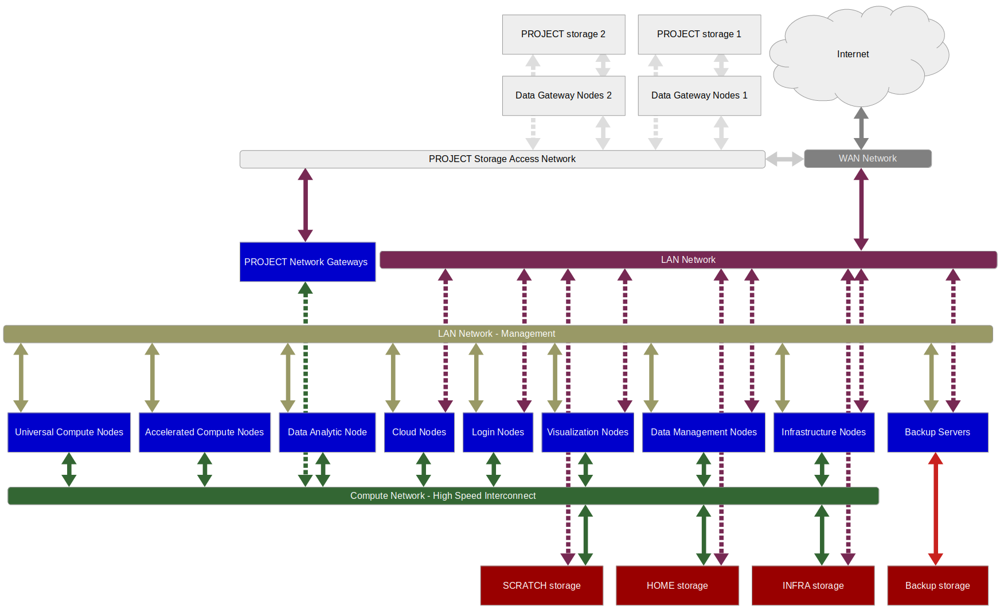 PROJECT storage 2
PROJECT storage 1
Internet
Data Gateway Nodes 2
Data Gateway Nodes 1
PROJECT Storage Access Network
WAN Network
PROJECT Network Gateways
LAN Network
LAN Network - Management
Universal Compute Nodes
Accelerated Compute Nodes
Data Analytic Node
Cloud Nodes
Login Nodes
Visualization Nodes
Data Management Nodes
Infrastructure Nodes
Backup Servers
Compute Network - High Speed Interconnect
SCRATCH storage
HOME storage
INFRA storage
Backup storage